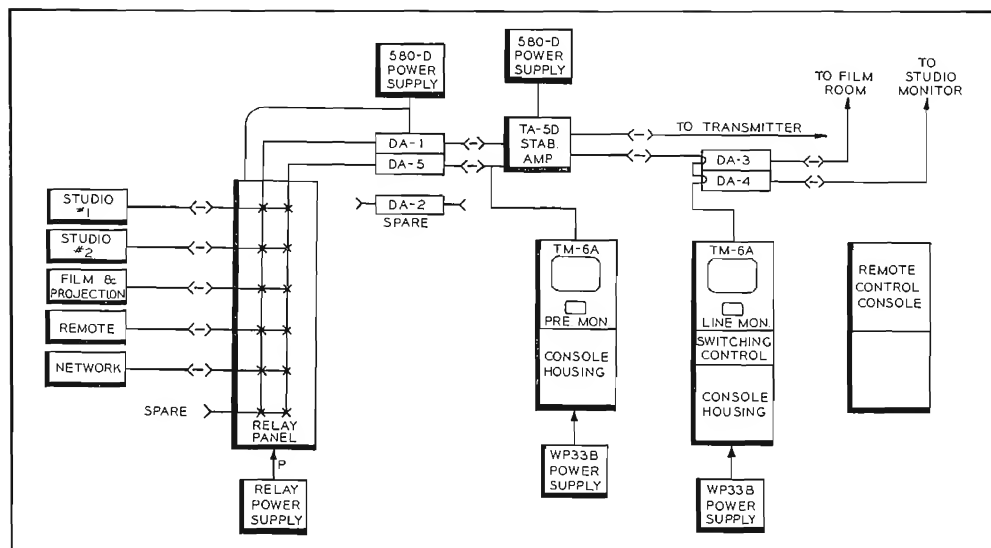 580-D
POWER
SUPPLY
580-D
POWER
SUPPLY
TO FILM
ROOM
TO
STUDIO
MONITOR
DA-1
DA-5
TA-5D
STAB.
AMP
TO TRANSMITTER
DA-3
DA-4
DA-2
SPARE
STUDIO
#1
STUDIO
#2
FILM &
PROJECTION
REMOTE
NETWORK
SPARE
RELAY
PANEL
P
RELAY
POWER
SUPPLY
TM-6A
PRE MON.
CONSOLE
HOUSING
WP33B
POWER
SUPPLY
TM-6A
LINE MON.
SWITCHING
CONTROL
CONSOLE
HOUSING
WP33B
POWER
SUPPLY
REMOTE
CONTROL
CONSOLE